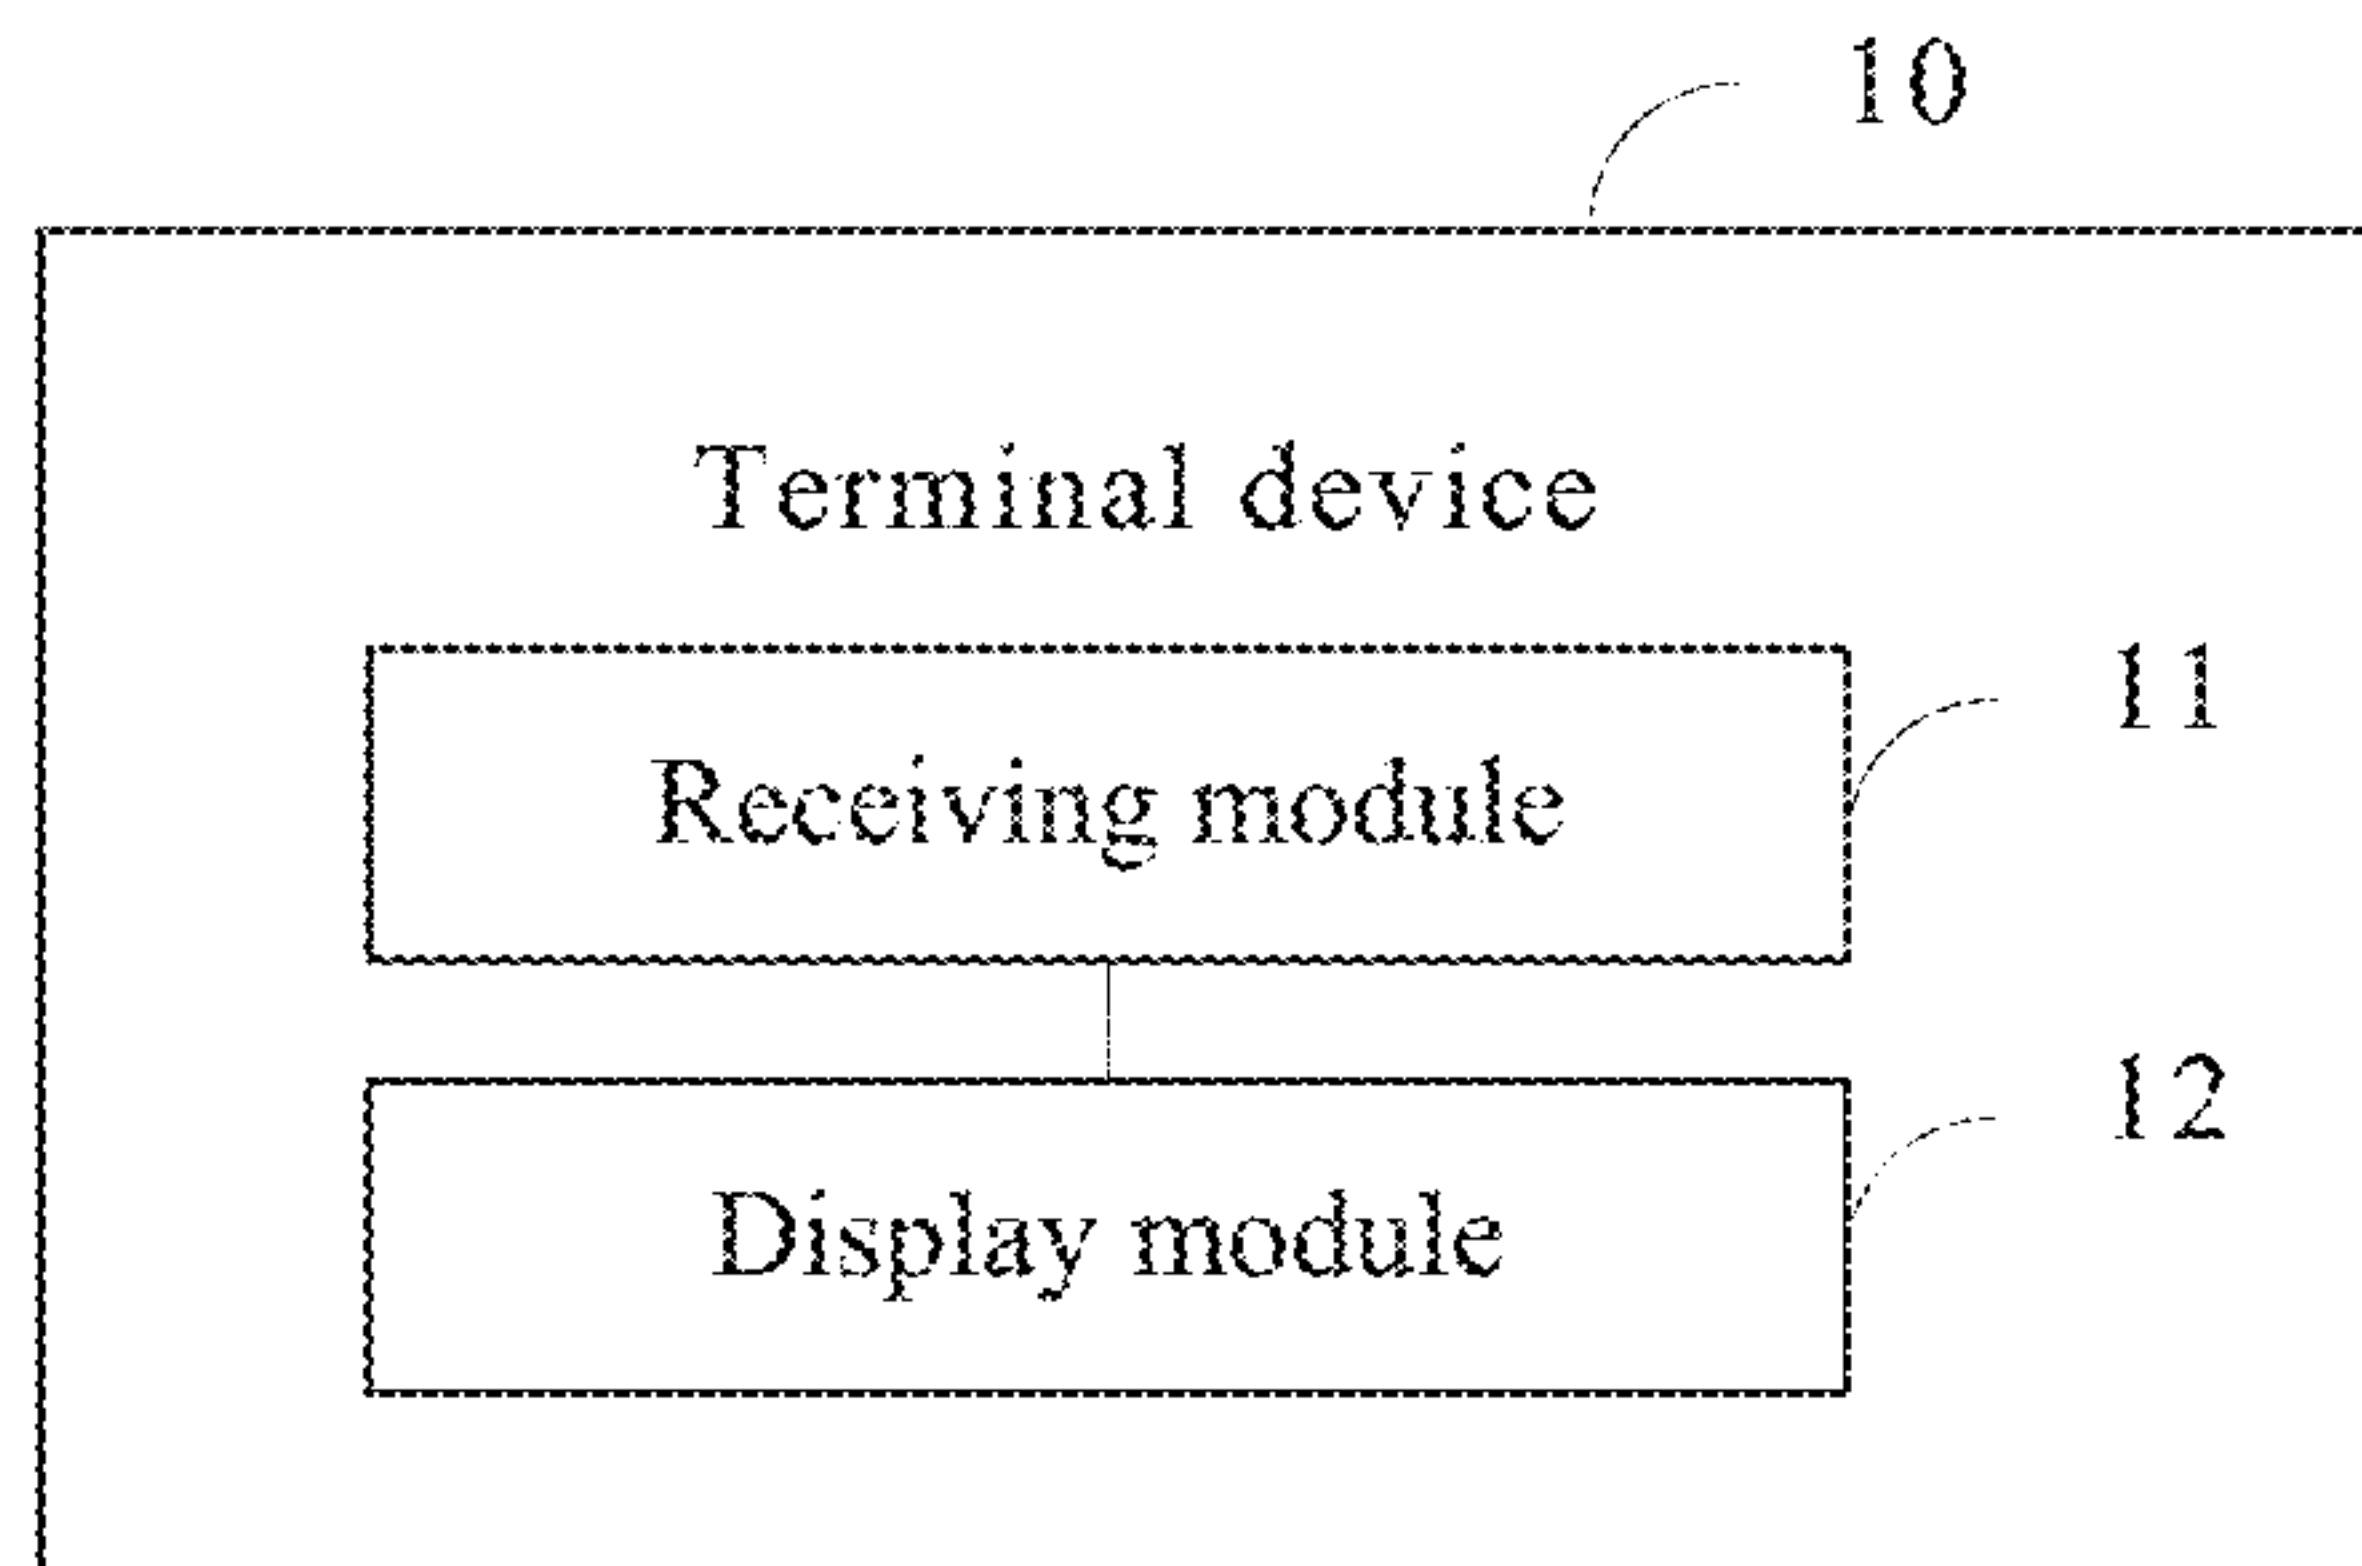 10
Terminal device
11
Receiving module
12
Display module